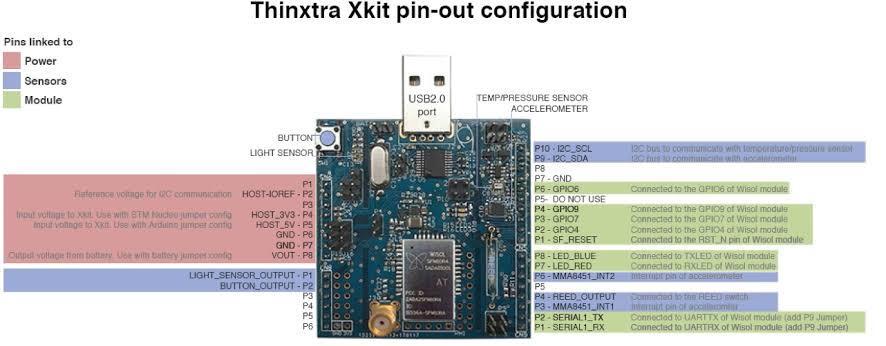 Thinxtra Xkit pin-out configuration
Pins linked to
Power
Sensors
Module
USB2.0
port
TEMP/PRESSURE SENSOR
ACCELEROMETER
BUTTON
LIGHT SENSOR
P1
Reference voltage for I2C communication HOST-IOREF - P2
P3
Input voltage to Xkit. Use with STM Nucleo jumper config HOST_3V3 - P4
Input voltage to Xkit. Use with Arduino jumper config HOST_5V - P5
GND - P6
GND - P7
Output voltage from battery. Use with battery jumper config VOUT - P8
LIGHT_SENSOR_OUTPUT - P1
BUTTON_OUTPUT - P2
P3
P4
P5
P6
P10 - I2C_SCL I2C bus to communicate with temperature/pressure sensor
P9 - I2C_SDA I2C bus to communicate with accelerometer
P8
P7 - GND
P6 - GPIO6 Connected to the GPIO6 of Wisol module
P5- DO NOT USE
P4 - GPIO9 Connected to the GPIO9 of Wisol module
P3 - GPIO7 Connected to the GPIO7 of Wisol module
P2 - GPIO4 Connected to the GPIO4 of Wisol module
P1 - SF_RESET Connected to the RST_N pin of Wisol module
P8 - LED_BLUE Connected to TXLED of Wisol module
P7 - LED_RED Connected to RXLED of Wisol module
P6 - MMA8451_INT2 Interrupt pin of accelerometer
P5
P4 - REED_OUTPUT Connected to the REED switch
P3 - MMA8451_INT1 Interrupt pin of accelerometer
P2 - SERIAL1_TX Connected to UARTTX of Wisol module (add P9 Jumper)
P1 - SERIAL1_RX Connected to UARTRX of Wisol module (add P9 Jumper)
WISOL
AT